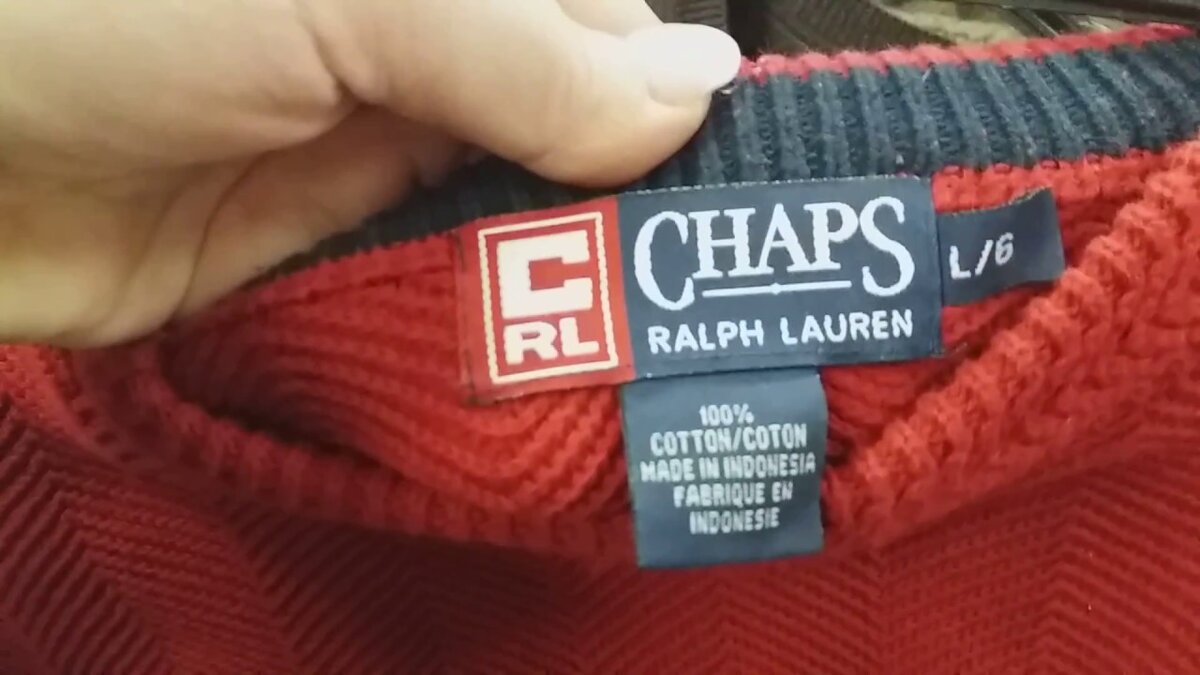 C
RL
CHAPS
RALPH LAUREN
L/G
100%
COTTON/COTON
MADE IN INDONESIA
FABRIQUE EN
INDONESIE